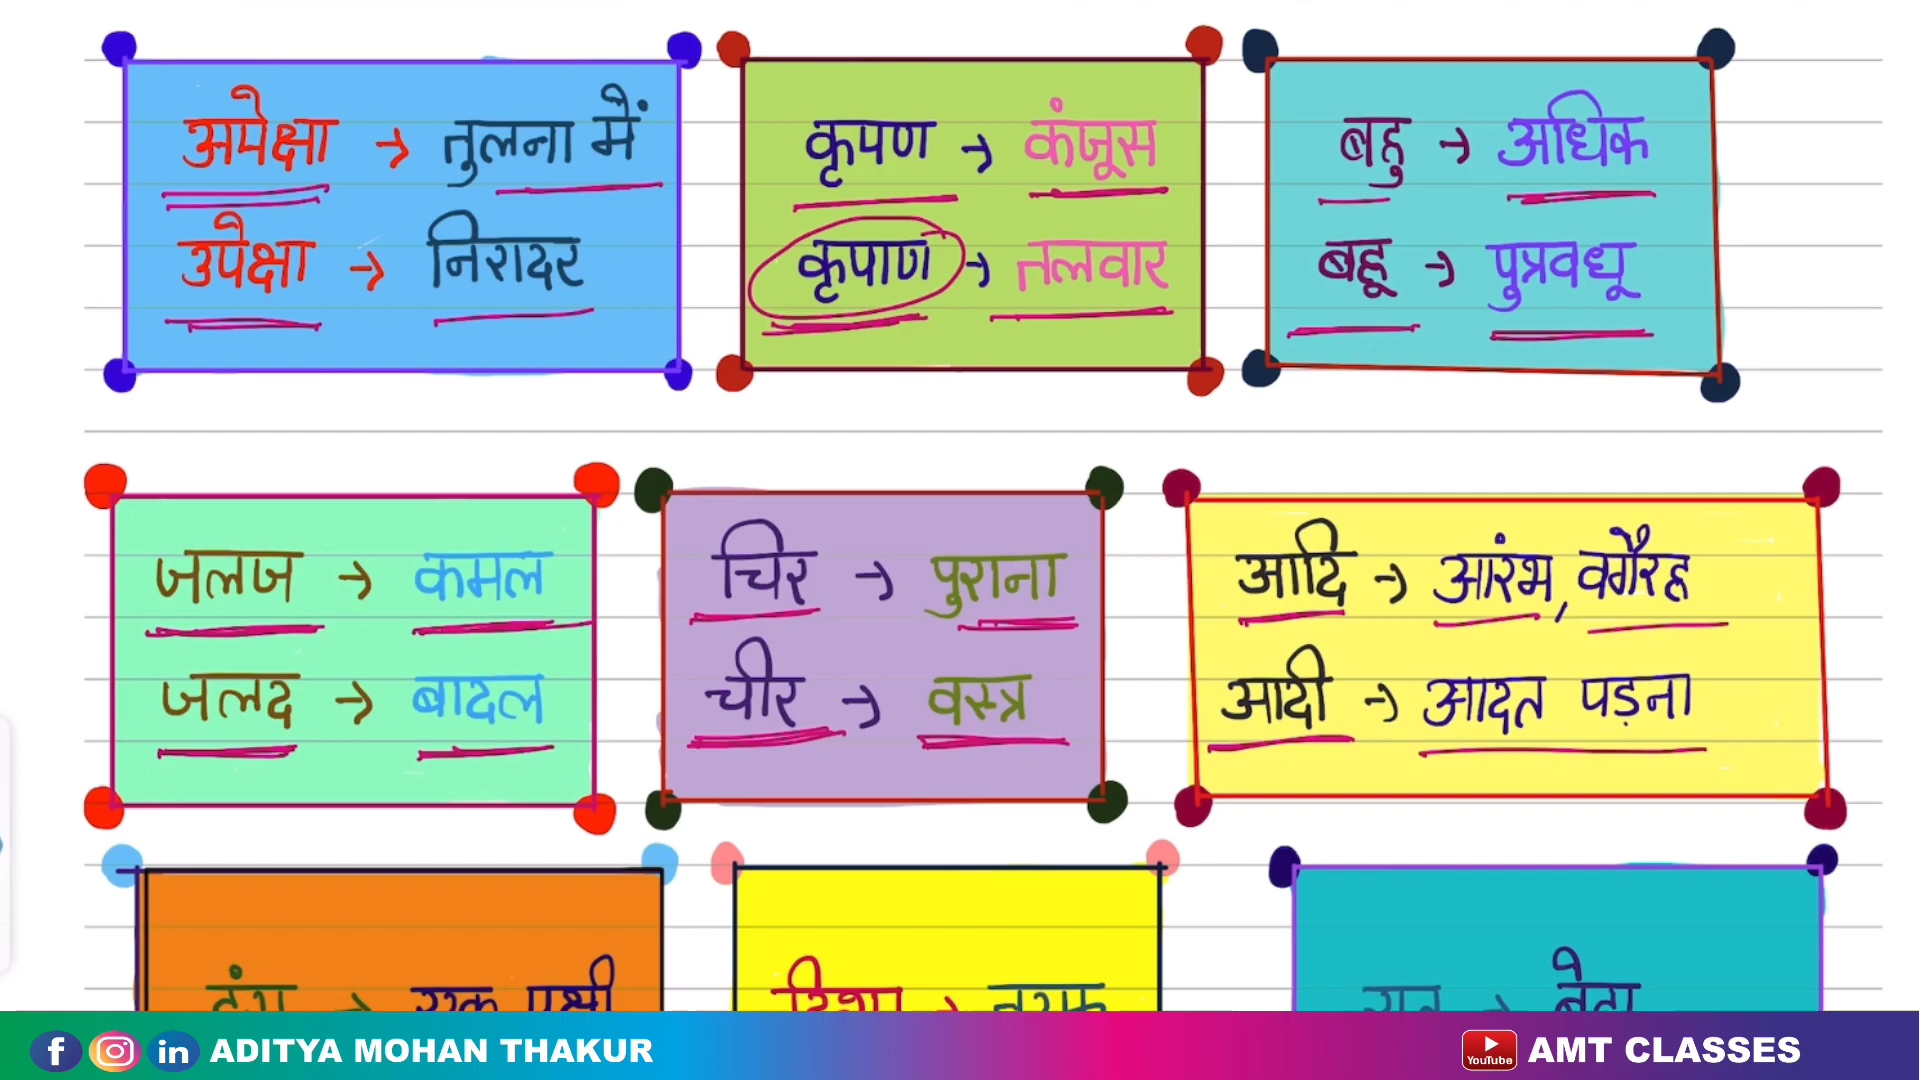 अपेक्षा → तुलना में
उपेक्षा → निरादर
कृपण → कंजूस
कृपाण → तलवार
बहु → अधिक
बहू → पुत्रवधू
जलज → कमल
जलद → बादल
चिर → पुराना
चीर → वस्त्र
आदि → आरंभ, वगैरह
आदी → आदत पड़ना
ADITYA MOHAN THAKUR
YouTube
AMT CLASSES